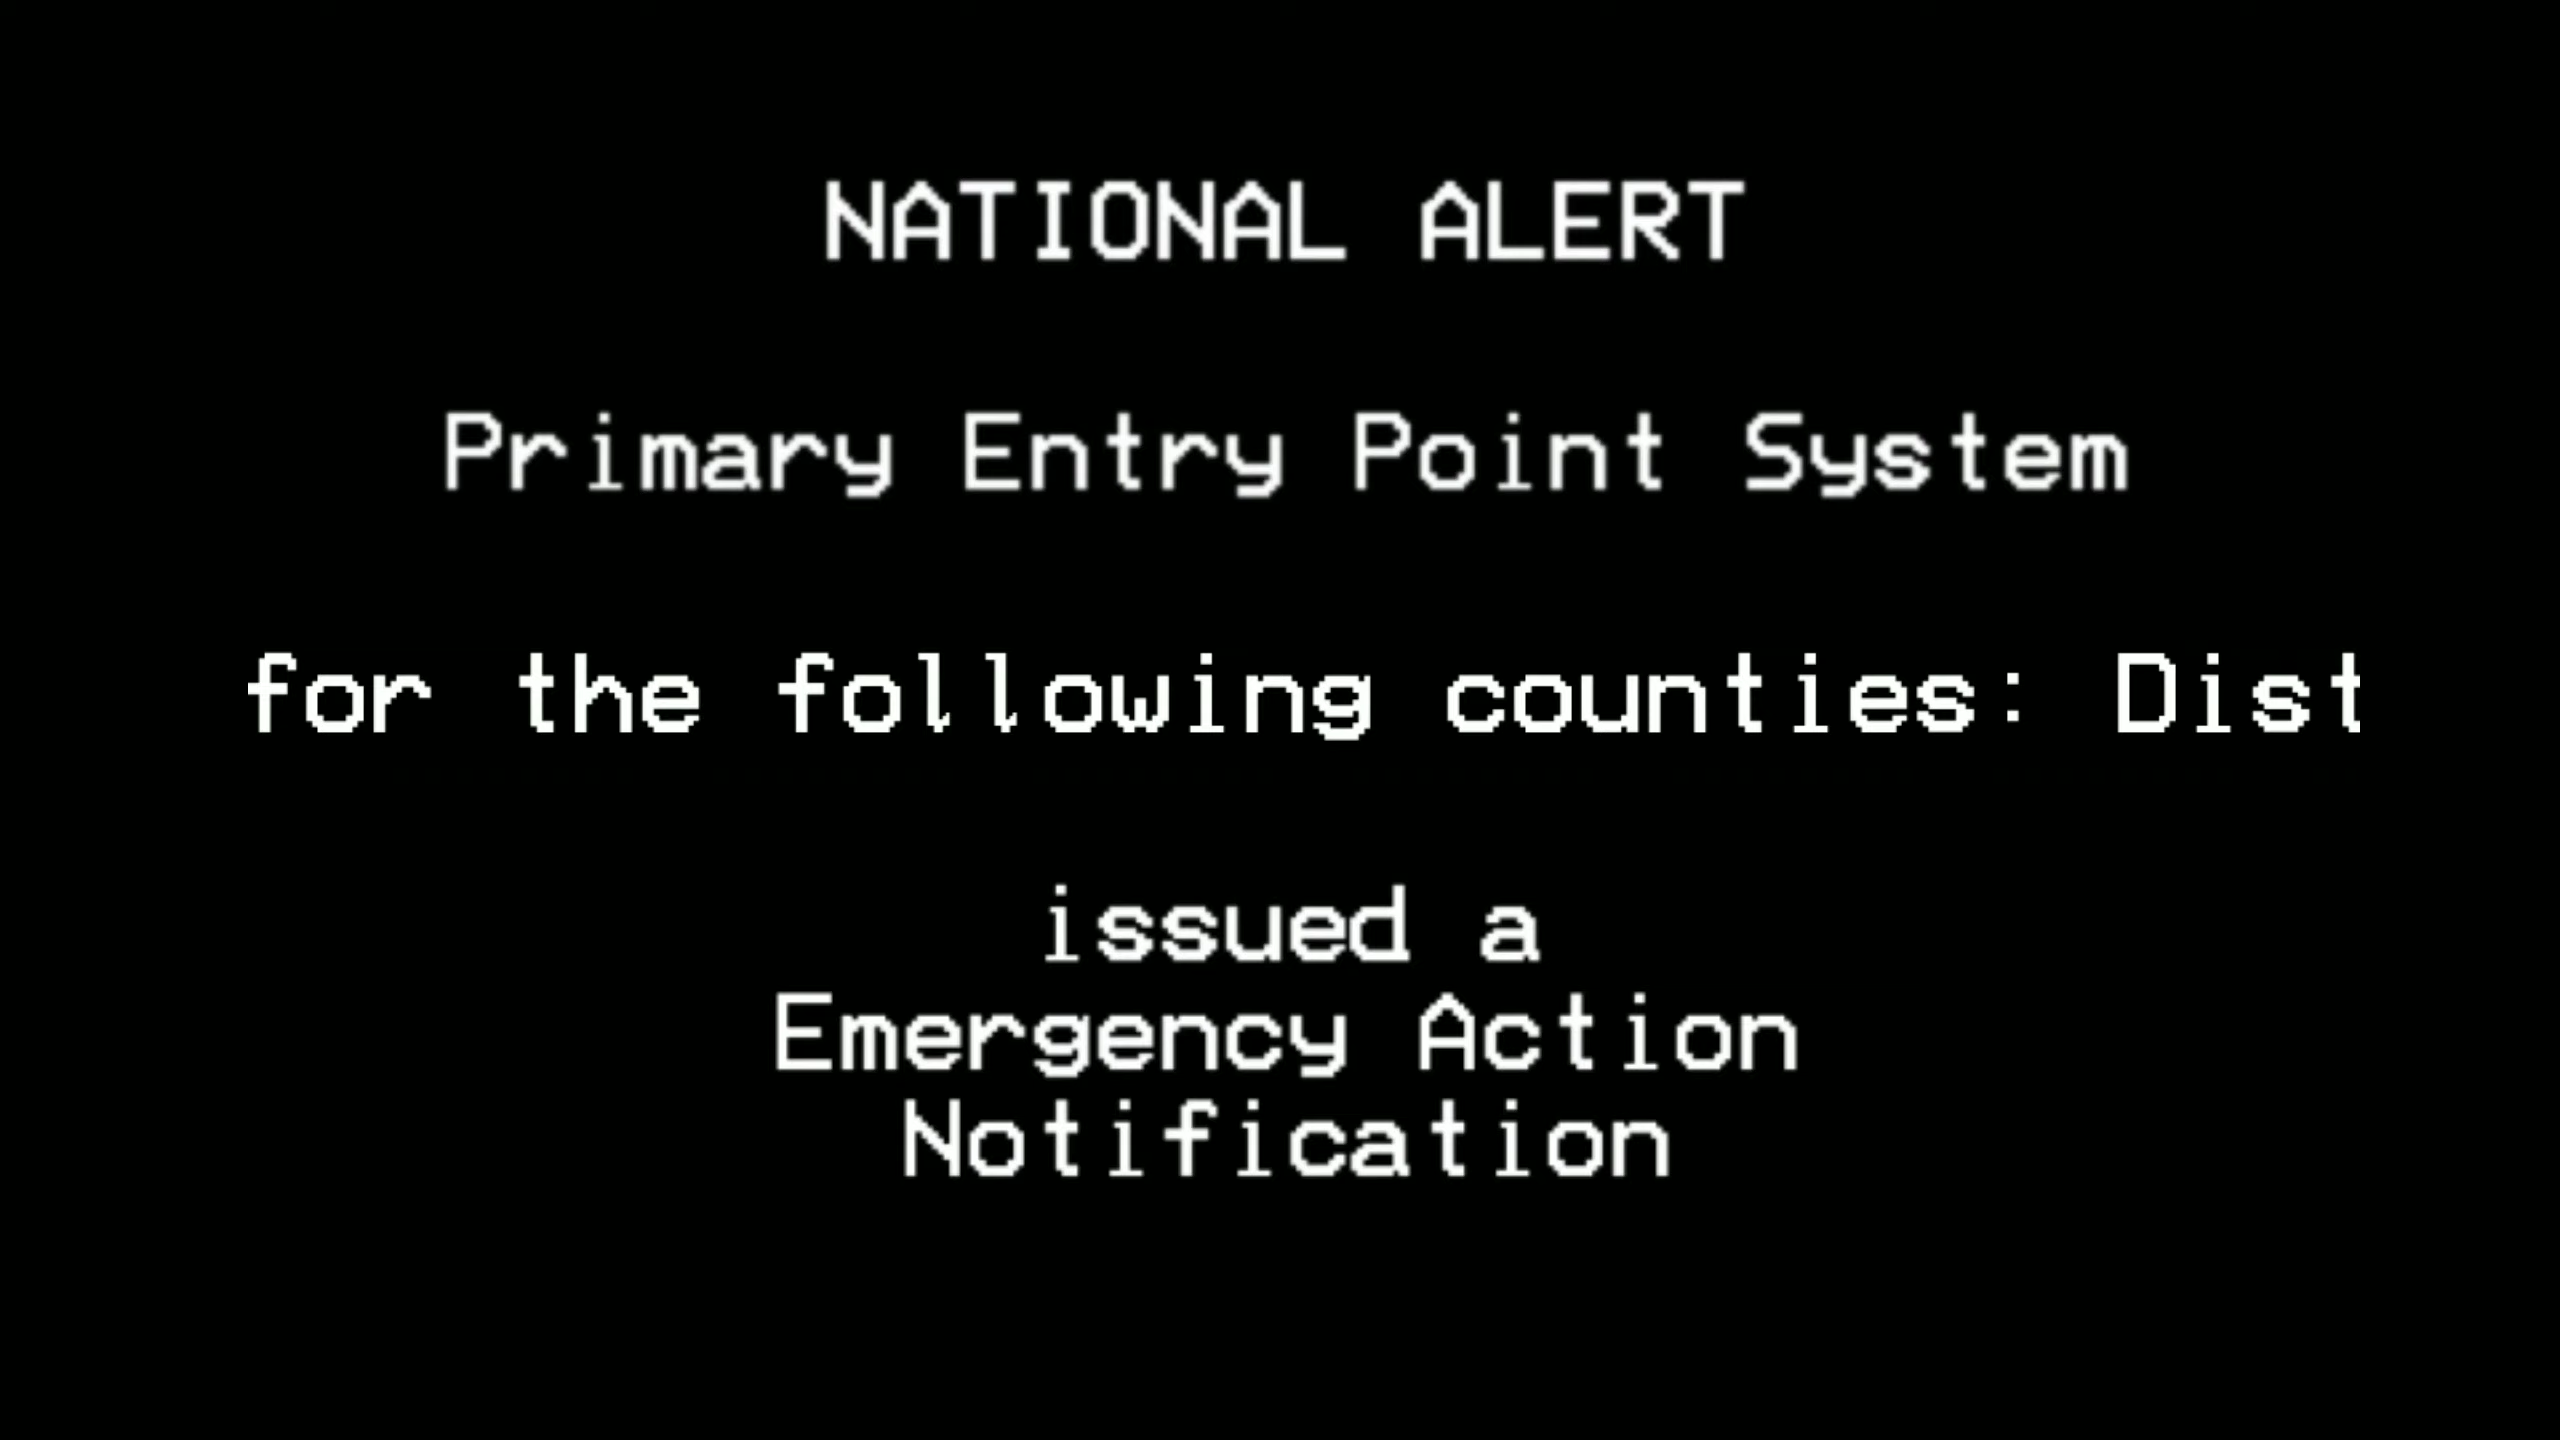 NATIONAL ALERT
Primary Entry Point System
for the following counties: Dist
issued a
Emergency Action
Notification